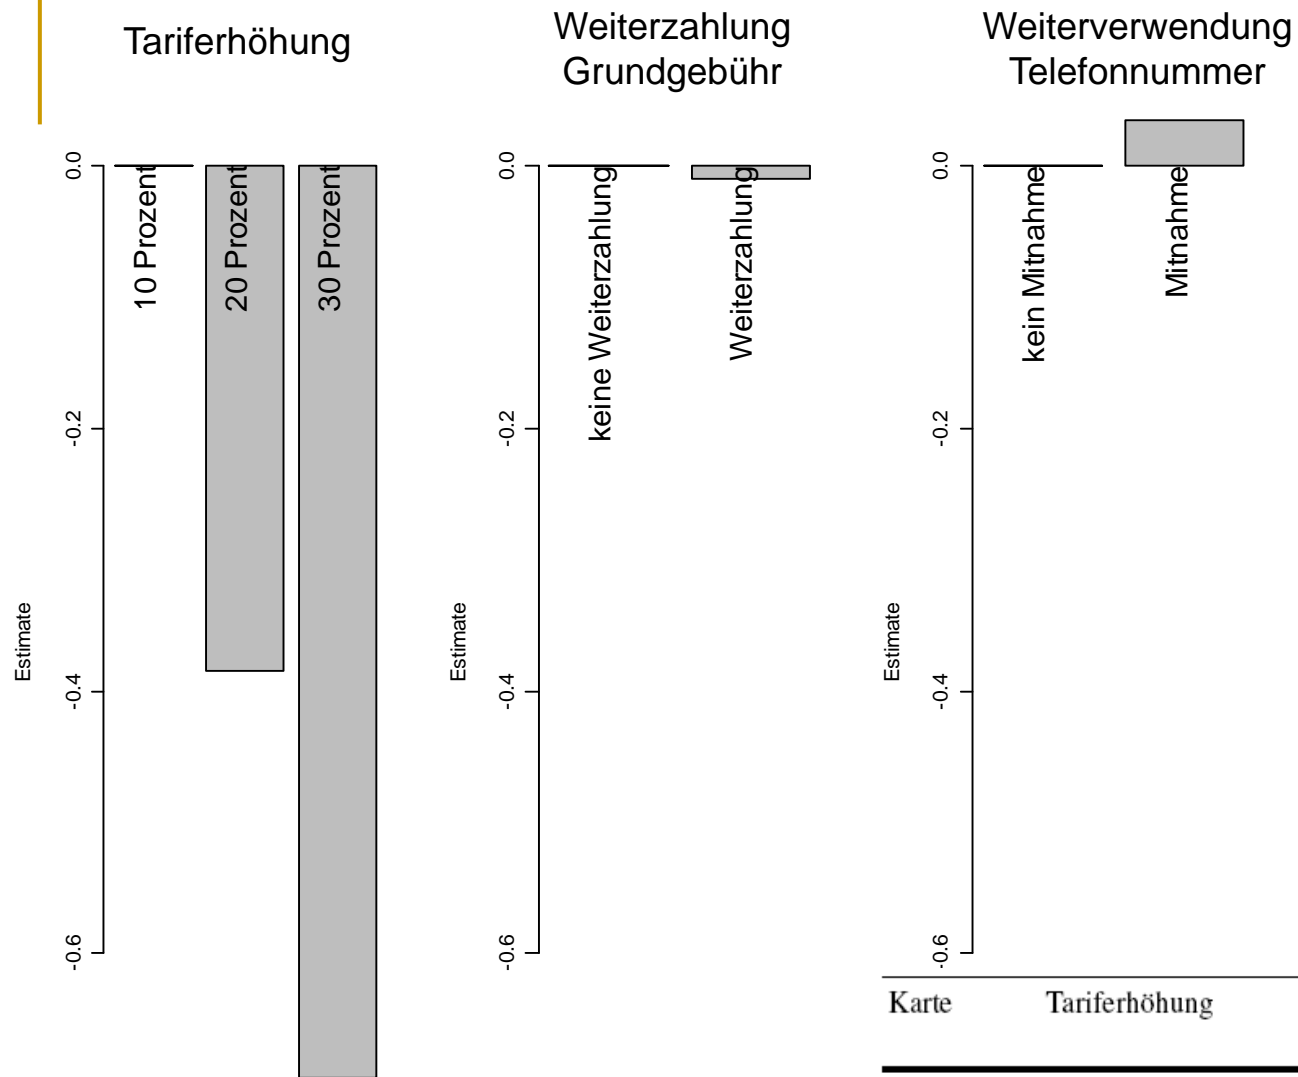 Tariferhöhung
Weiterzahlung
Grundgebühr
Weiterverwendung
Telefonnummer
Estimate
0.0
-0.2
-0.4
-0.6
10 Prozent
20 Prozent
30 Prozent
Estimate
0.0
-0.2
-0.4
-0.6
keine Weiterzahlung
Weiterzahlung
Estimate
0.0
-0.2
-0.4
-0.6
kein Mitnahme
Mitnahme
Karte Tariferhöhung